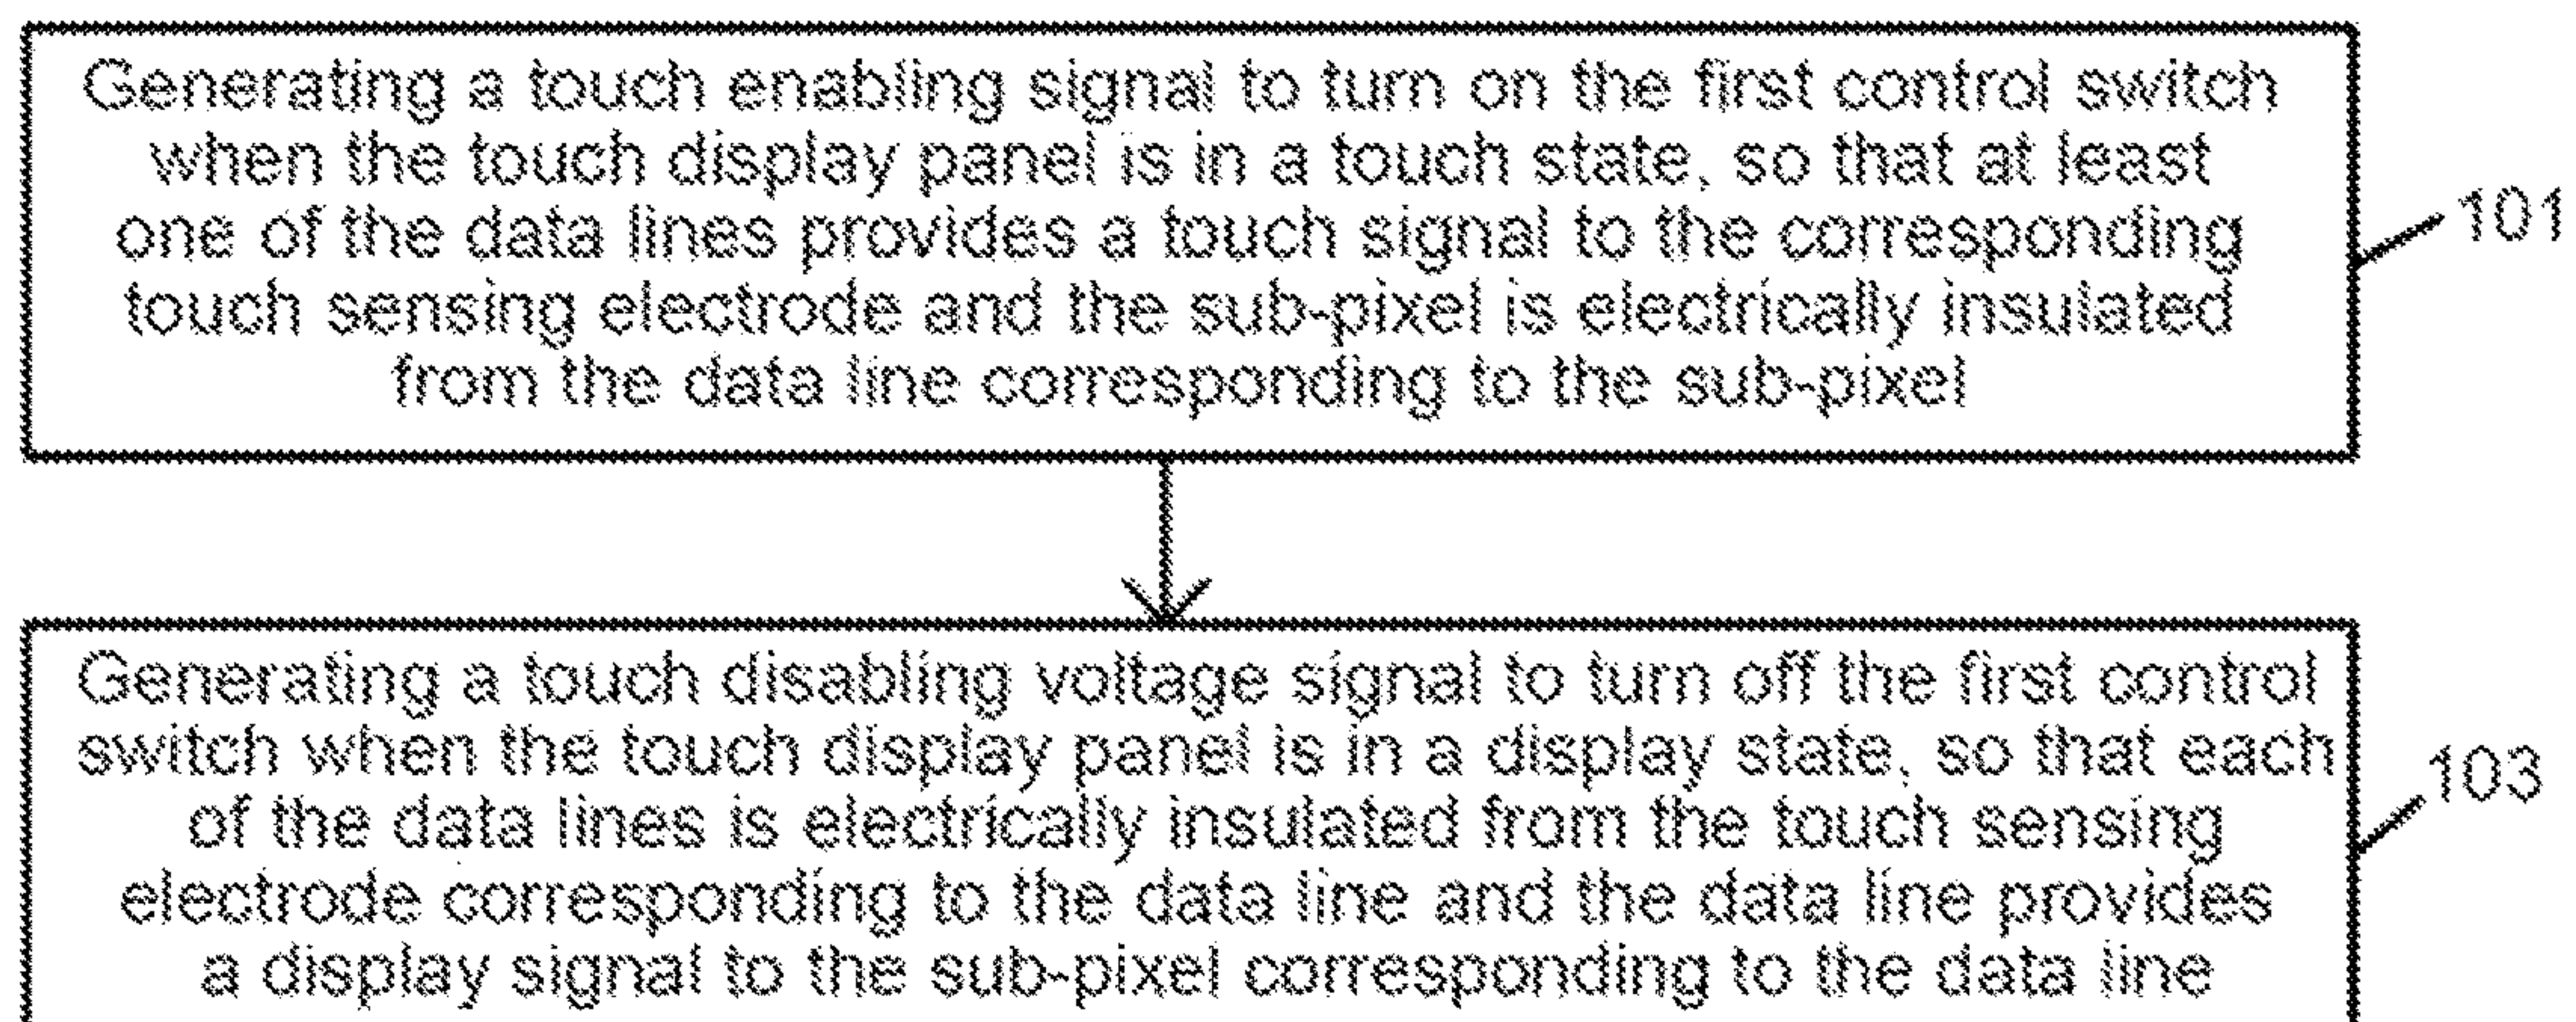 Generating a touch enabling signal to turn on the first control switch
when the touch display panel is in a touch state, so that at least
one of the data lines provides a touch signal to the corresponding
touch sensing electrode and the sub-pixel is electrically insulated
from the data line corresponding to the sub-pixel
101
Generating a touch disabling voltage signal to turn off the first control
switch when the touch display panel is in a display state, so that each
of the data lines is electrically insulated from the touch sensing
electrode corresponding to the data line and the data line provides
a display signal to the sub-pixel corresponding to the data line
103